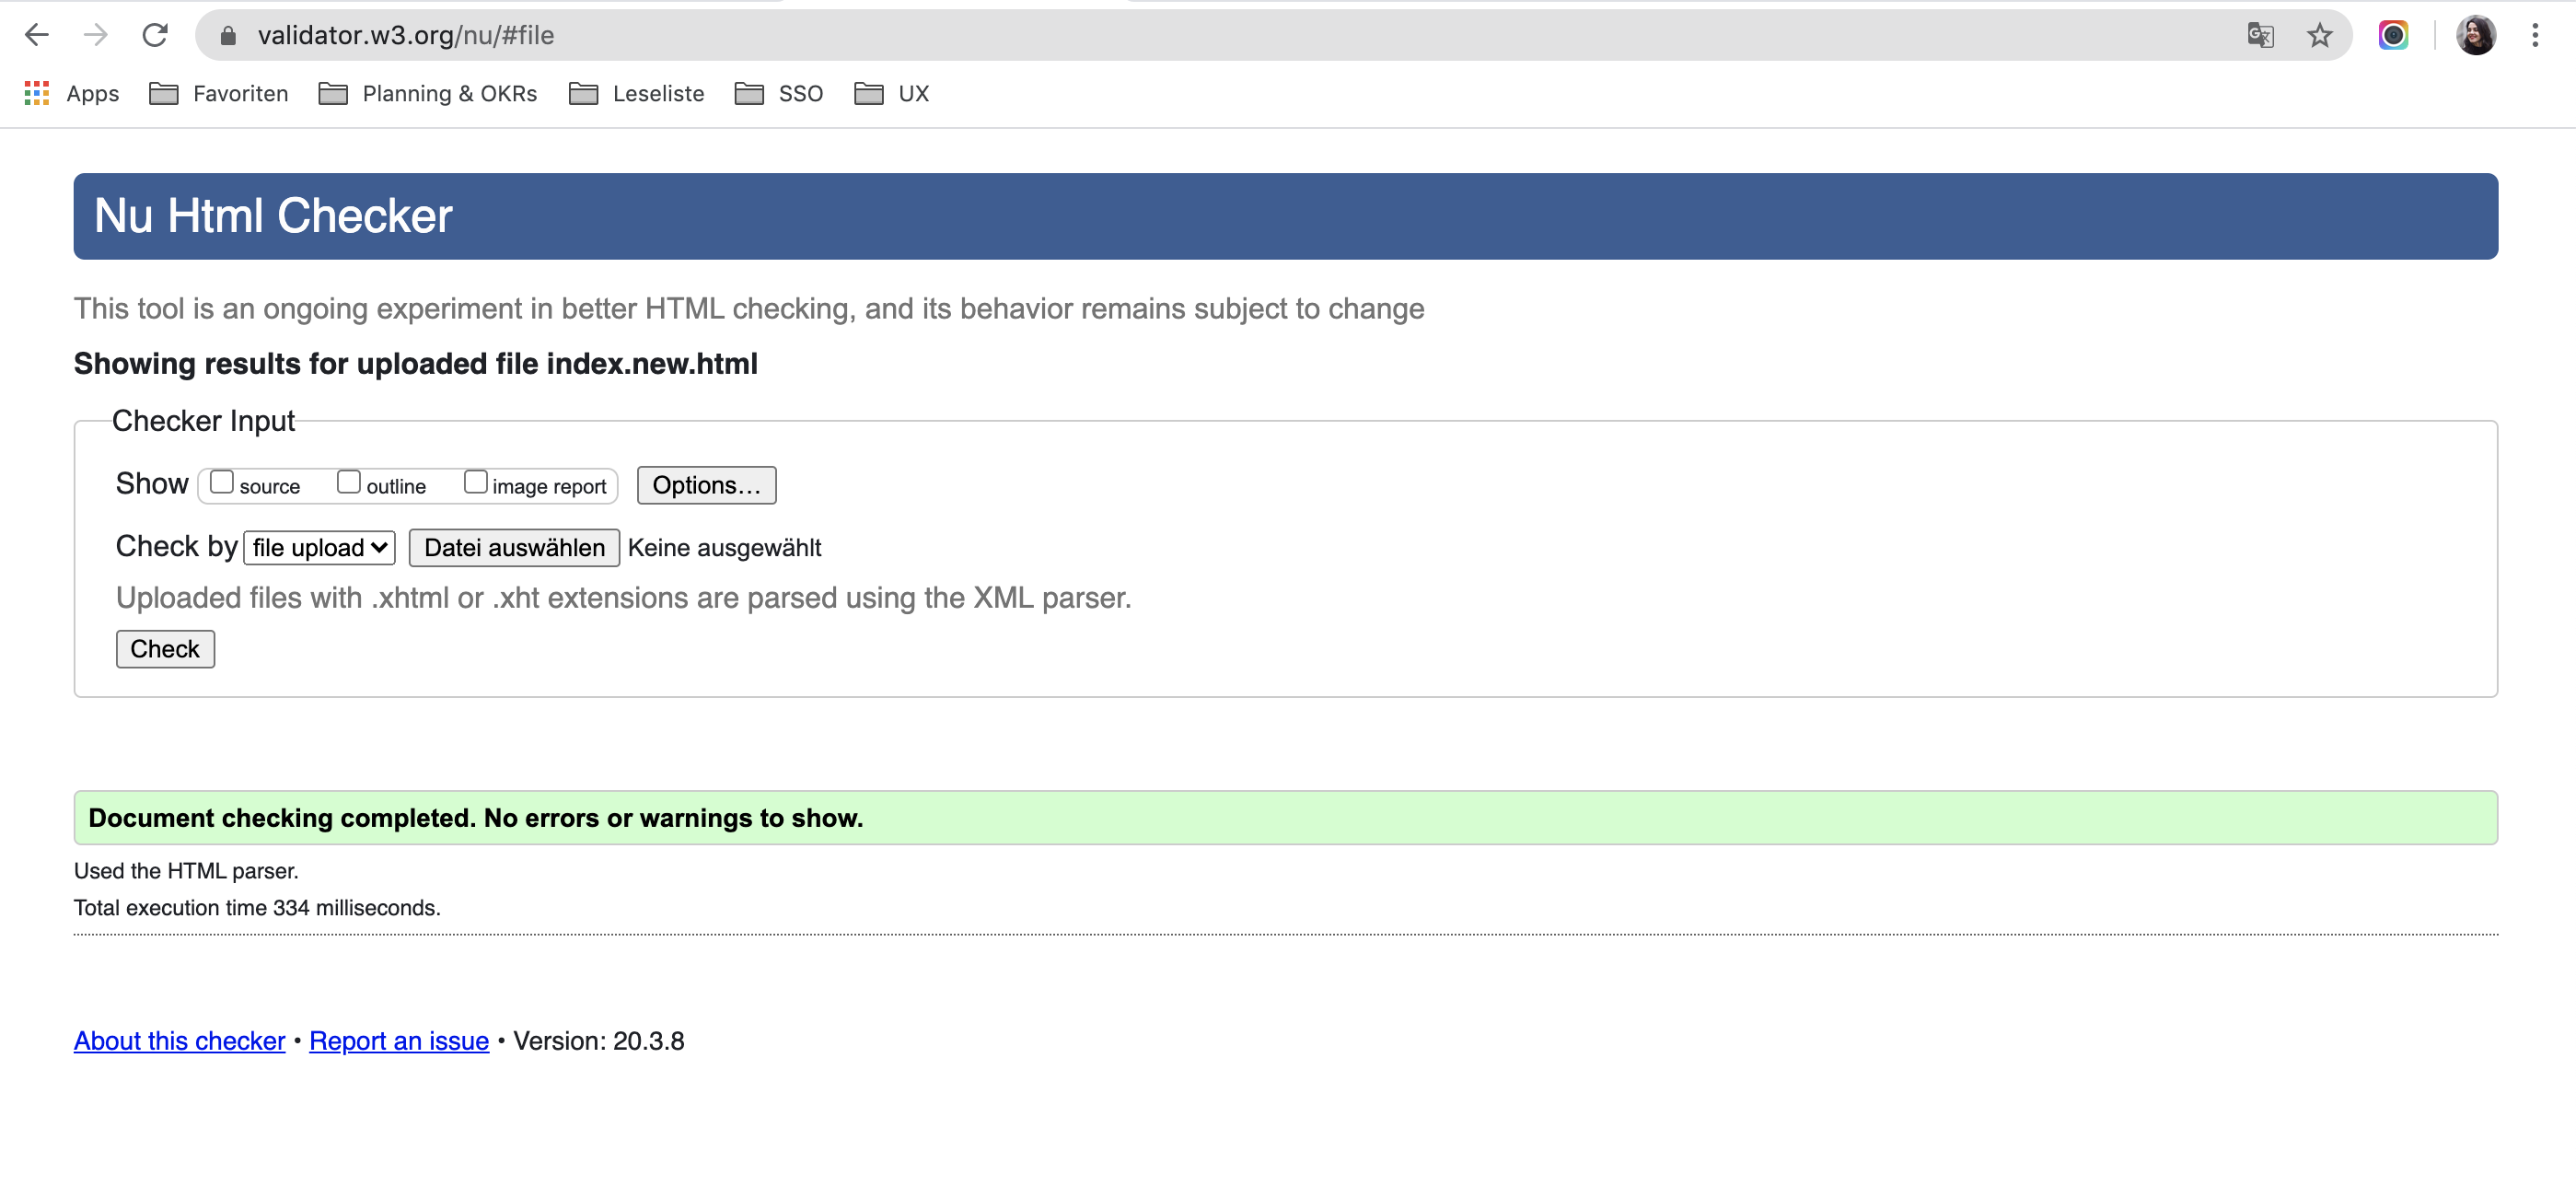 validator.w3.org/nu/#file
Apps Favoriten Planning & OKRs Leseliste SSO UX
Nu Html Checker
This tool is an ongoing experiment in better HTML checking, and its behavior remains subject to change
Showing results for uploaded file index.new.html
Checker Input
Show source outline image report Options...
Check by file upload Datei auswählen Keine ausgewählt
Uploaded files with .xhtml or .xht extensions are parsed using the XML parser.
Check
Document checking completed. No errors or warnings to show.
Used the HTML parser.
Total execution time 334 milliseconds.
About this checker • Report an issue • Version: 20.3.8